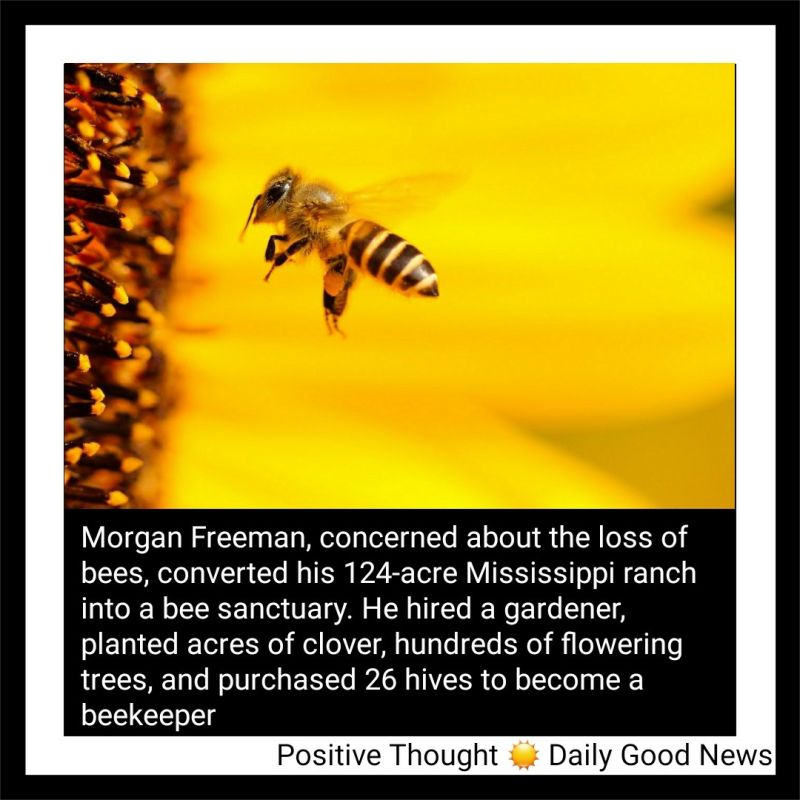 Morgan Freeman, concerned about the loss of
bees, converted his 124-acre Mississippi ranch
into a bee sanctuary. He hired a gardener,
planted acres of clover, hundreds of flowering
trees, and purchased 26 hives to become a
beekeeper
Positive Thought ☀️ Daily Good News